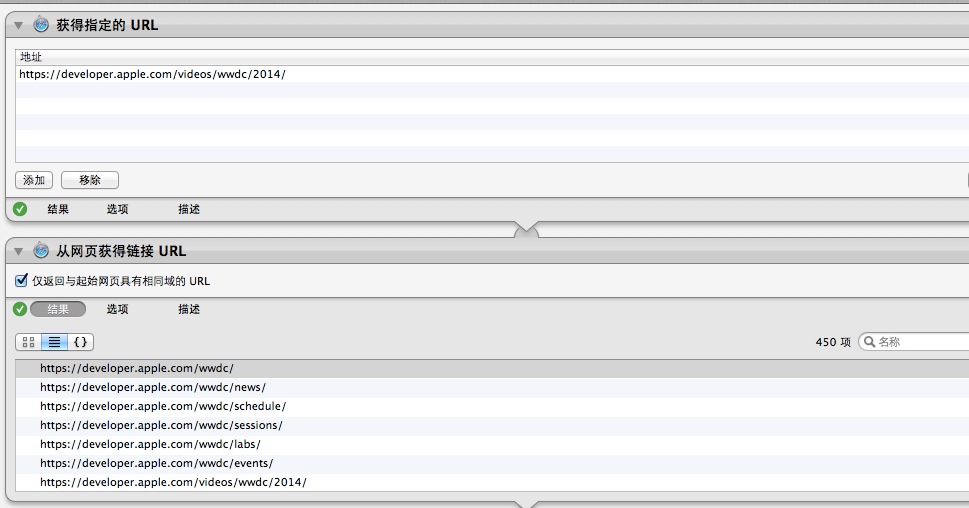 获得指定的 URL
地址
https://developer.apple.com/videos/wwdc/2014/
添加 移除
结果 选项 描述
从网页获得链接 URL
仅返回与起始网页具有相同域的 URL
结果 选项 描述
{} 450 项 名称
https://developer.apple.com/wwdc/
https://developer.apple.com/wwdc/news/
https://developer.apple.com/wwdc/schedule/
https://developer.apple.com/wwdc/sessions/
https://developer.apple.com/wwdc/labs/
https://developer.apple.com/wwdc/events/
https://developer.apple.com/videos/wwdc/2014/